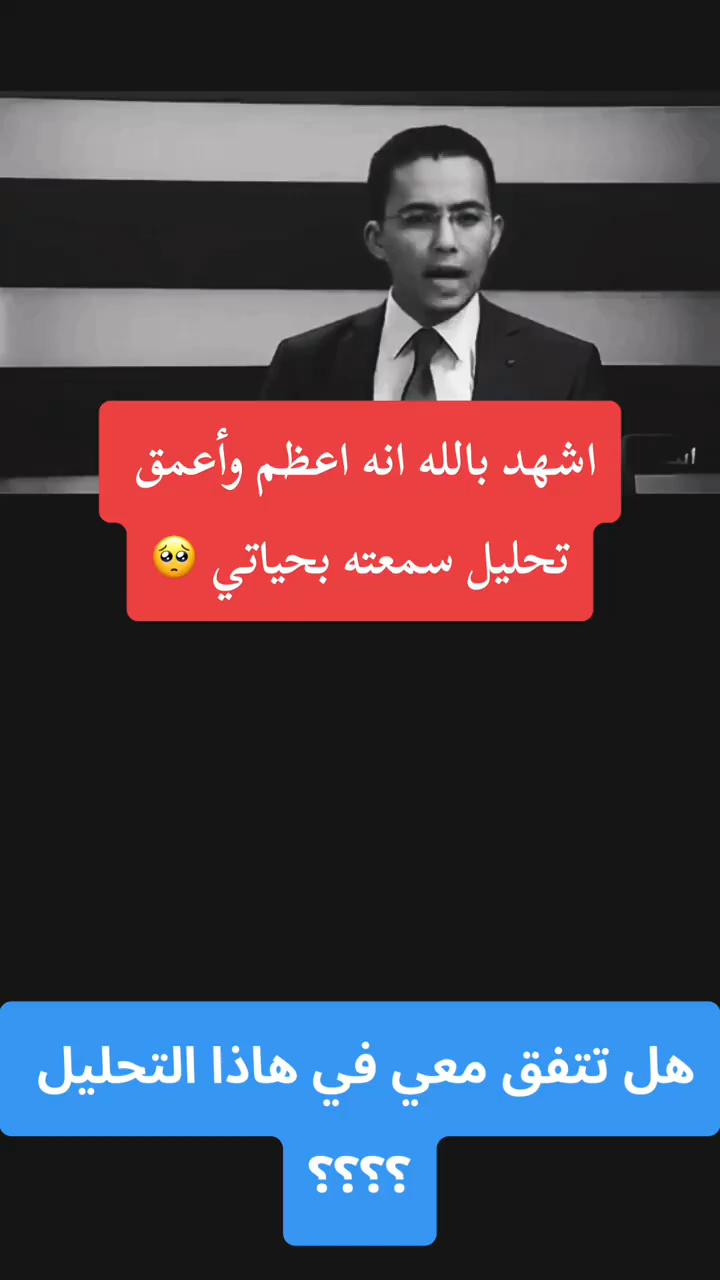 اشهد بالله انه اعظم وأعمق
تحليل سمعته بحياتي 🥺
هل تتفق معي في هاذا التحليل
؟؟؟؟